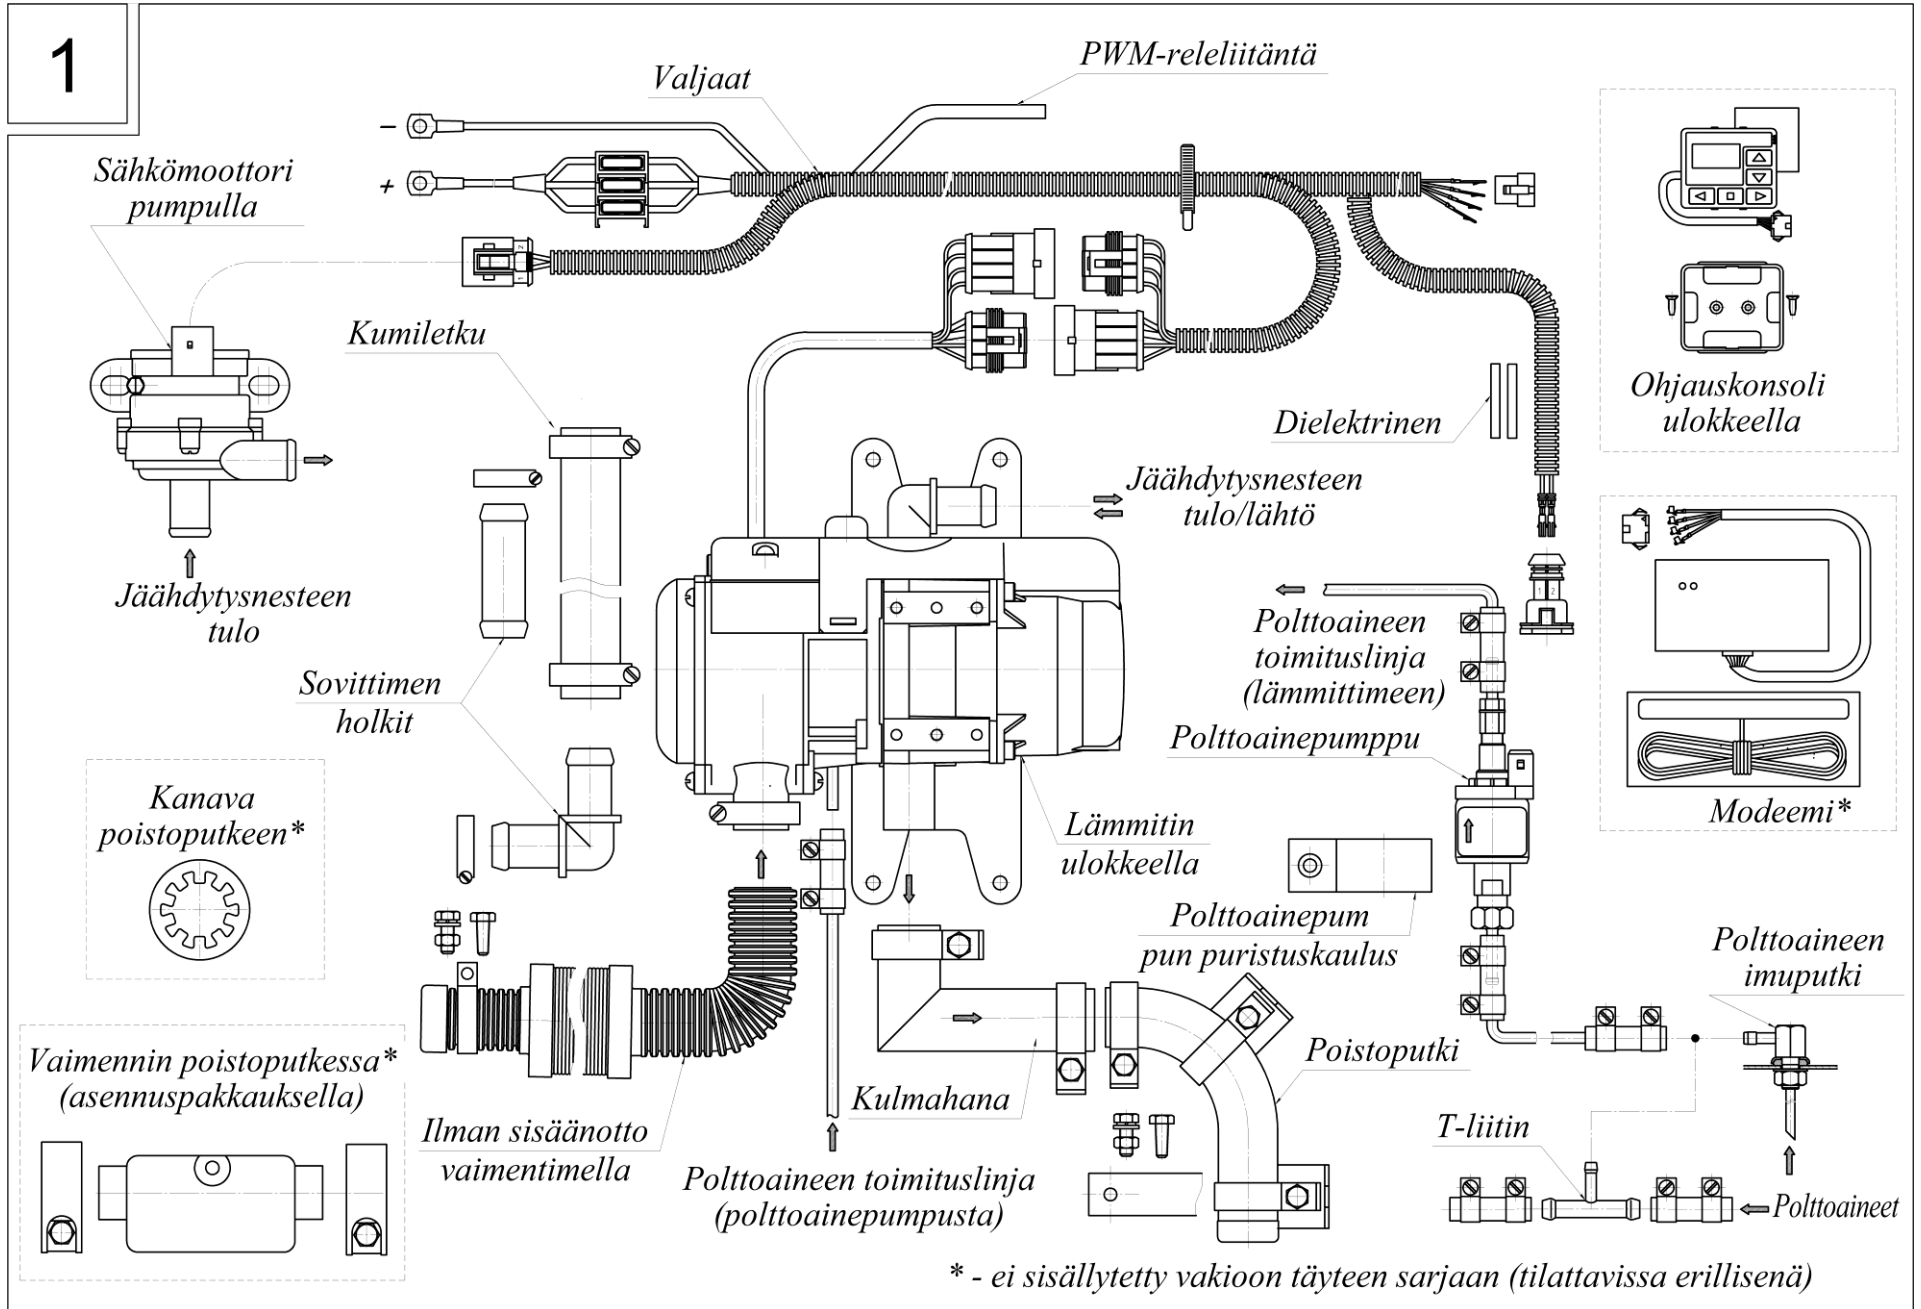 1
Valjaat
PWM-releliitäntä
Sähkömoottori
pumpulla
−
+
Kumiletku
Ohjauskonsoli
ulokkeella
Dielektrinen
Jäähdytysnesteen
tulo/lähtö
Jäähdytysnesteen
tulo
Polttoaineen
toimituslinja
(lämmittimeen)
Sovittimen
holkit
Polttoainepumppu
Kanava
poistoputkeen*
Modeemi*
Lämmitin
ulokkeella
Polttoainepum
pun puristuskaulus
Polttoaineen
imuputki
Vaimennin poistoputkessa*
(asennuspakkauksella)
Poistoputki
Kulmahana
Ilman sisäänotto
vaimentimella
T-liitin
Polttoaineen toimituslinja
(polttoainepumpusta)
Polttoaineet
* - ei sisällytetty vakioon täyteen sarjaan (tilattavissa erillisenä)